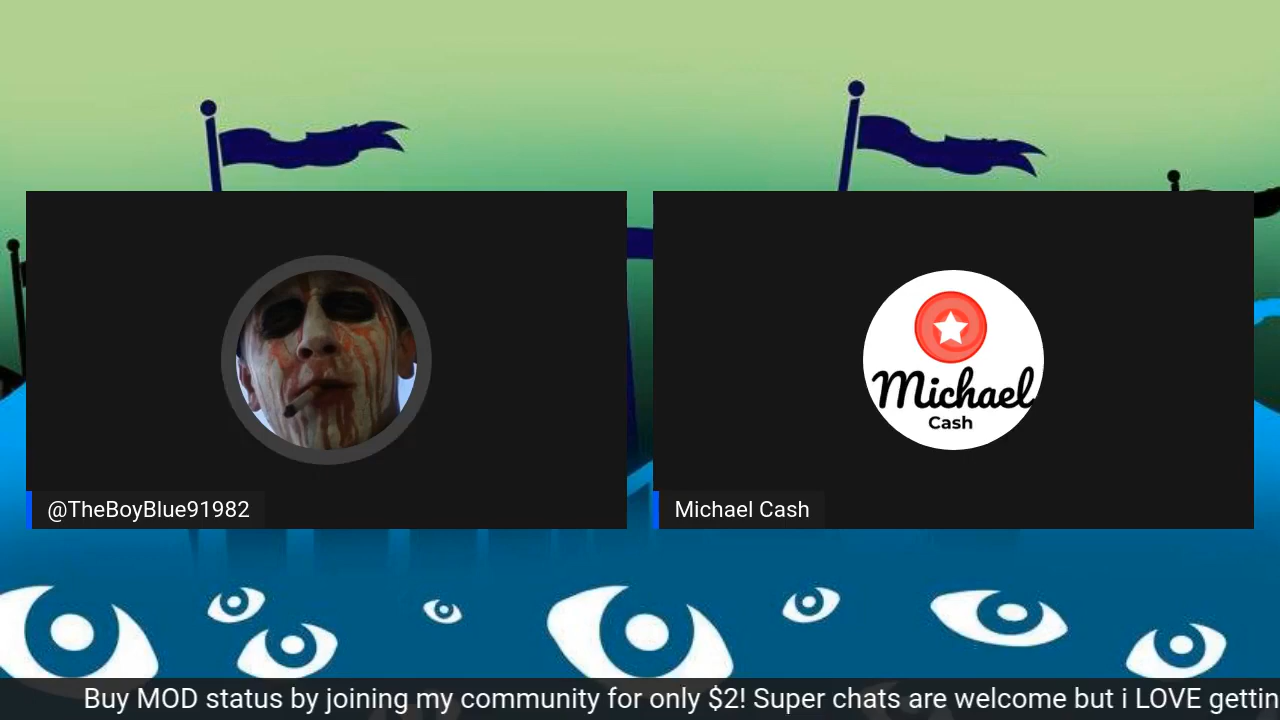 @TheBoyBlue91982
Michael
Cash
Michael Cash
Buy MOD status by joining my community for only $2! Super chats are welcome but i LOVE gettin